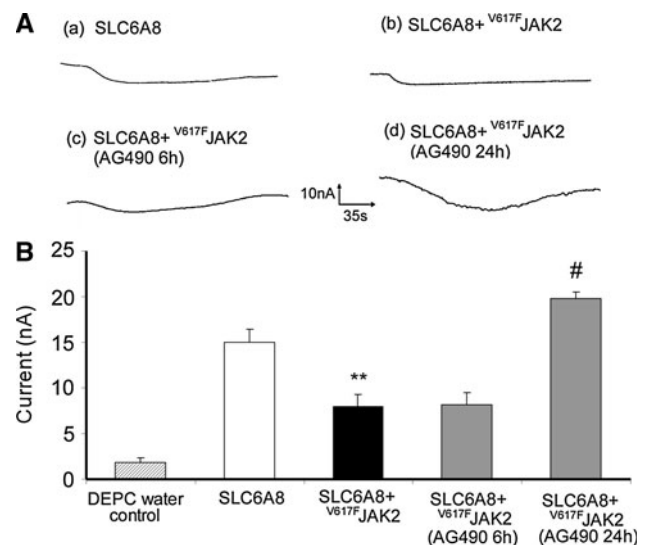 A
(a) SLC6A8
(b) SLC6A8+ V617FJAK2
(c) SLC6A8+ V617FJAK2
(AG490 6h)
(d) SLC6A8+ V617FJAK2
(AG490 24h)
10nA
35s
B
Current (nA)
25
20
15
10
5
0
**
#
DEPC water
control
SLC6A8
SLC6A8+
V617FJAK2
SLC6A8+
V617FJAK2
(AG490 6h)
SLC6A8+
V617FJAK2
(AG490 24h)